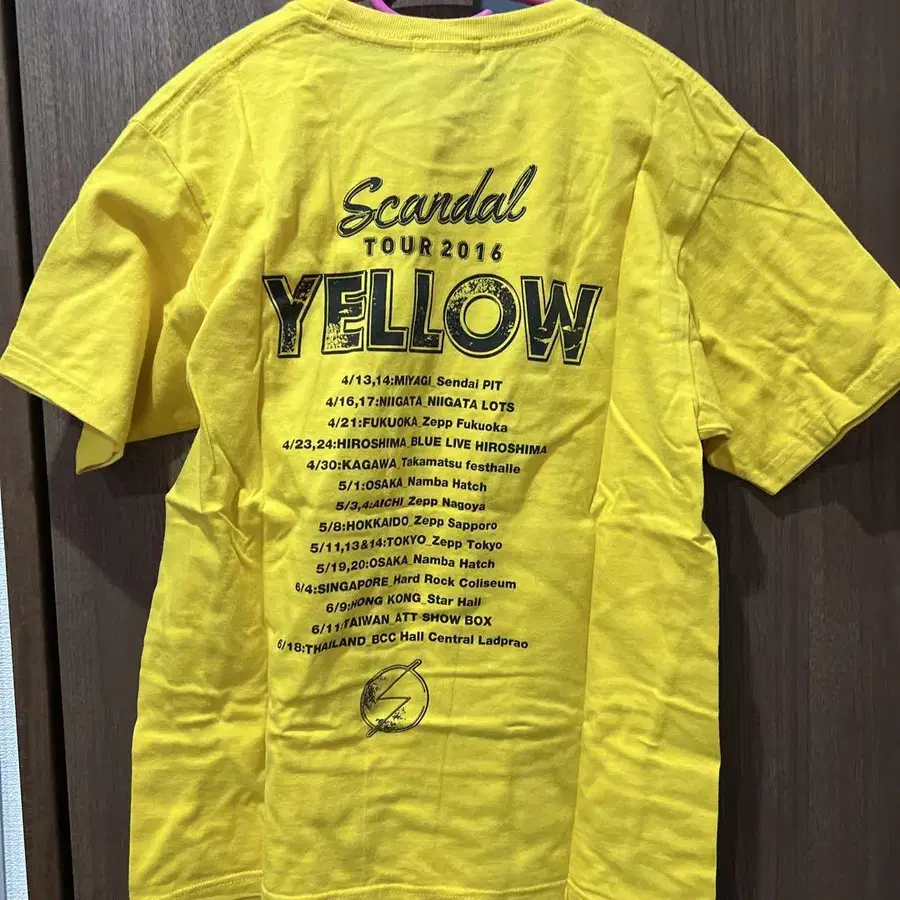 Scandal
TOUR 2016
YELLOW
4/13,14:MIYAGI_Sendai PIT
4/16,17:NIIGATA_NIIGATA LOTS
4/21:FUKUOKA_Zepp Fukuoka
4/23,24:HIROSHIMA_BLUE LIVE HIROSHIMA
4/30:KAGAWA_Takamatsu festhalle
5/1:OSAKA_Namba Hatch
5/3,4:AICHI_Zepp Nagoya
5/8:HOKKAIDO_Zepp Sapporo
5/11,13&14:TOKYO_Zepp Tokyo
5/19,20:OSAKA_Namba Hatch
6/4:SINGAPORE_Hard Rock Coliseum
6/9:HONG KONG_Star Hall
6/11:TAIWAN_ATT SHOW BOX
6/18:THAILAND_BCC Hall Central Ladprao